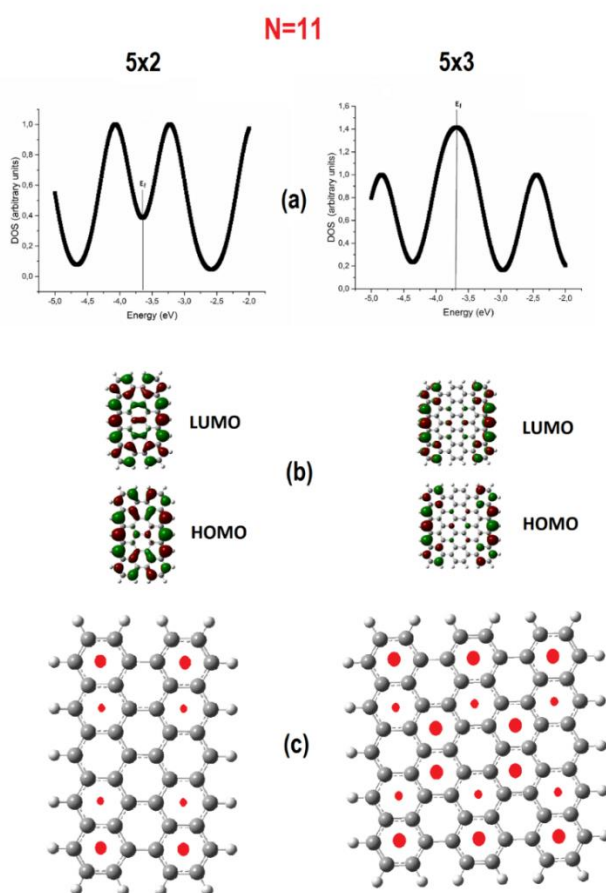 N=11
5x2
5x3
DOS (arbitrary units)
1,0
0,8
0,6
0,4
0,2
0,0
E_f
-5,0 -4,5 -4,0 -3,5 -3,0 -2,5 -2,0
Energy (eV)
(a)
DOS (arbitrary units)
1,6
1,4
1,2
1,0
0,8
0,6
0,4
0,2
0,0
E_f
-5,0 -4,5 -4,0 -3,5 -3,0 -2,5 -2,0
Energy (eV)
LUMO
HOMO
(b)
LUMO
HOMO
(c)